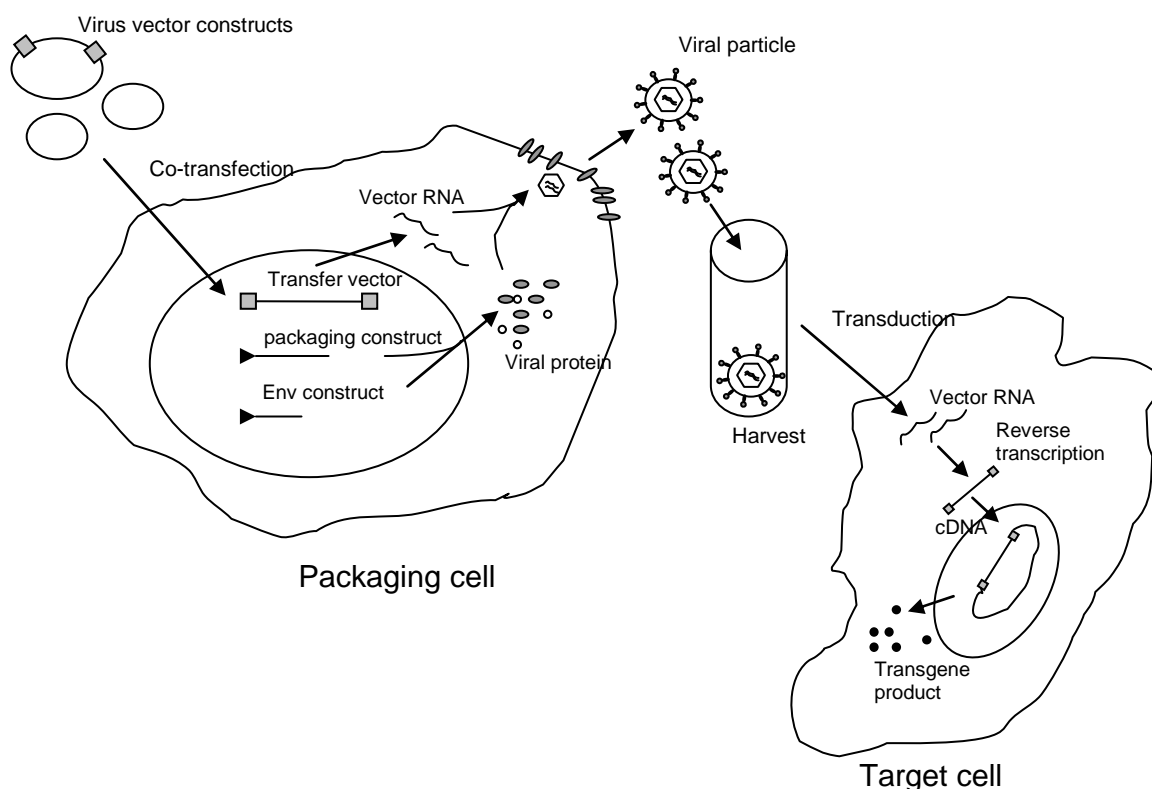 Virus vector constructs
Viral particle
Co-transfection
Vector RNA
Transfer vector
packaging construct
Viral protein
Env construct
Harvest
Packaging cell
Transduction
Vector RNA
Reverse
transcription
cDNA
Transgene
product
Target cell